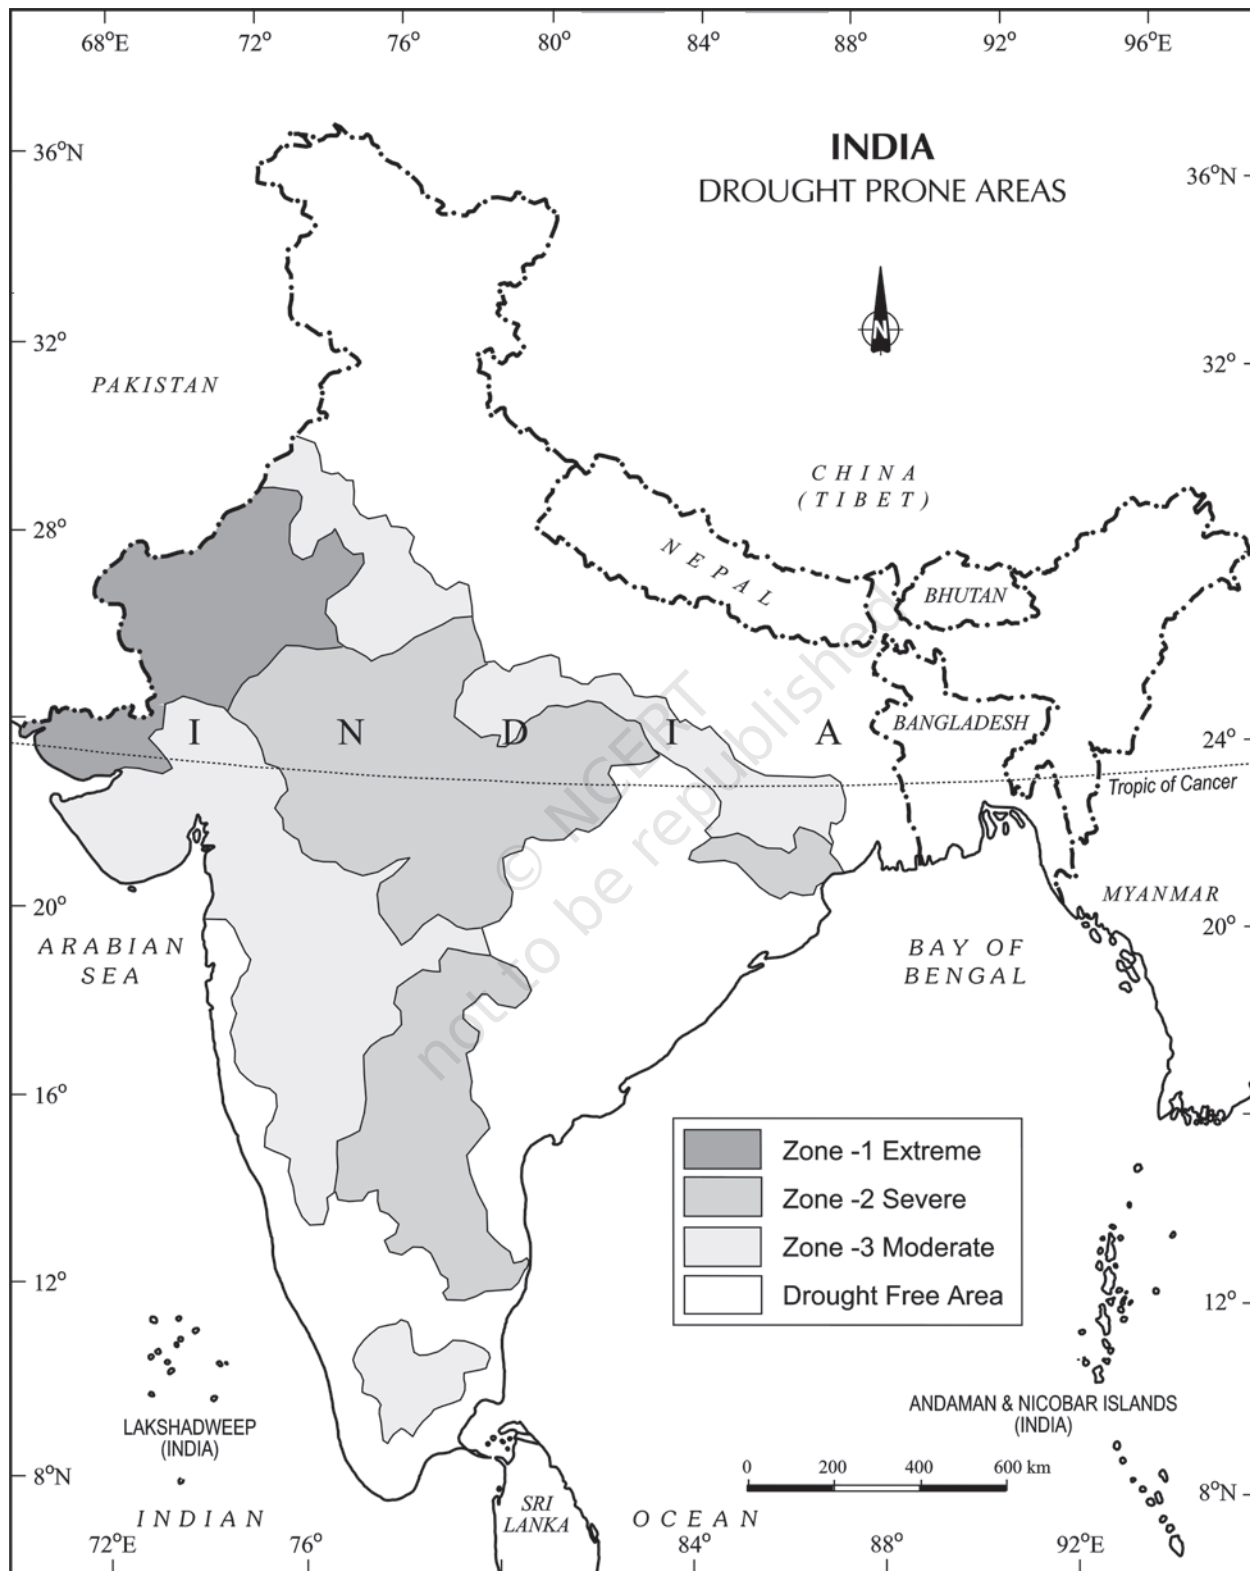 68°E 72° 76° 80° 84° 88° 92° 96°E
INDIA
DROUGHT PRONE AREAS
36°N
36°N
N
32°
32°
PAKISTAN
CHINA
(TIBET)
28°
NEPAL
BHUTAN
I N D I A
BANGLADESH
24°
Tropic of Cancer
© NCERT
not to be republished
MYANMAR
20°
20°
ARABIAN
SEA
BAY OF
BENGAL
16°
Zone -1 Extreme
Zone -2 Severe
Zone -3 Moderate
Drought Free Area
12°
12°
LAKSHADWEEP
(INDIA)
ANDAMAN & NICOBAR ISLANDS
(INDIA)
0 200 400 600 km
8°N
8°N
SRI
LANKA
INDIAN OCEAN
72°E 76° 84° 88° 92°E